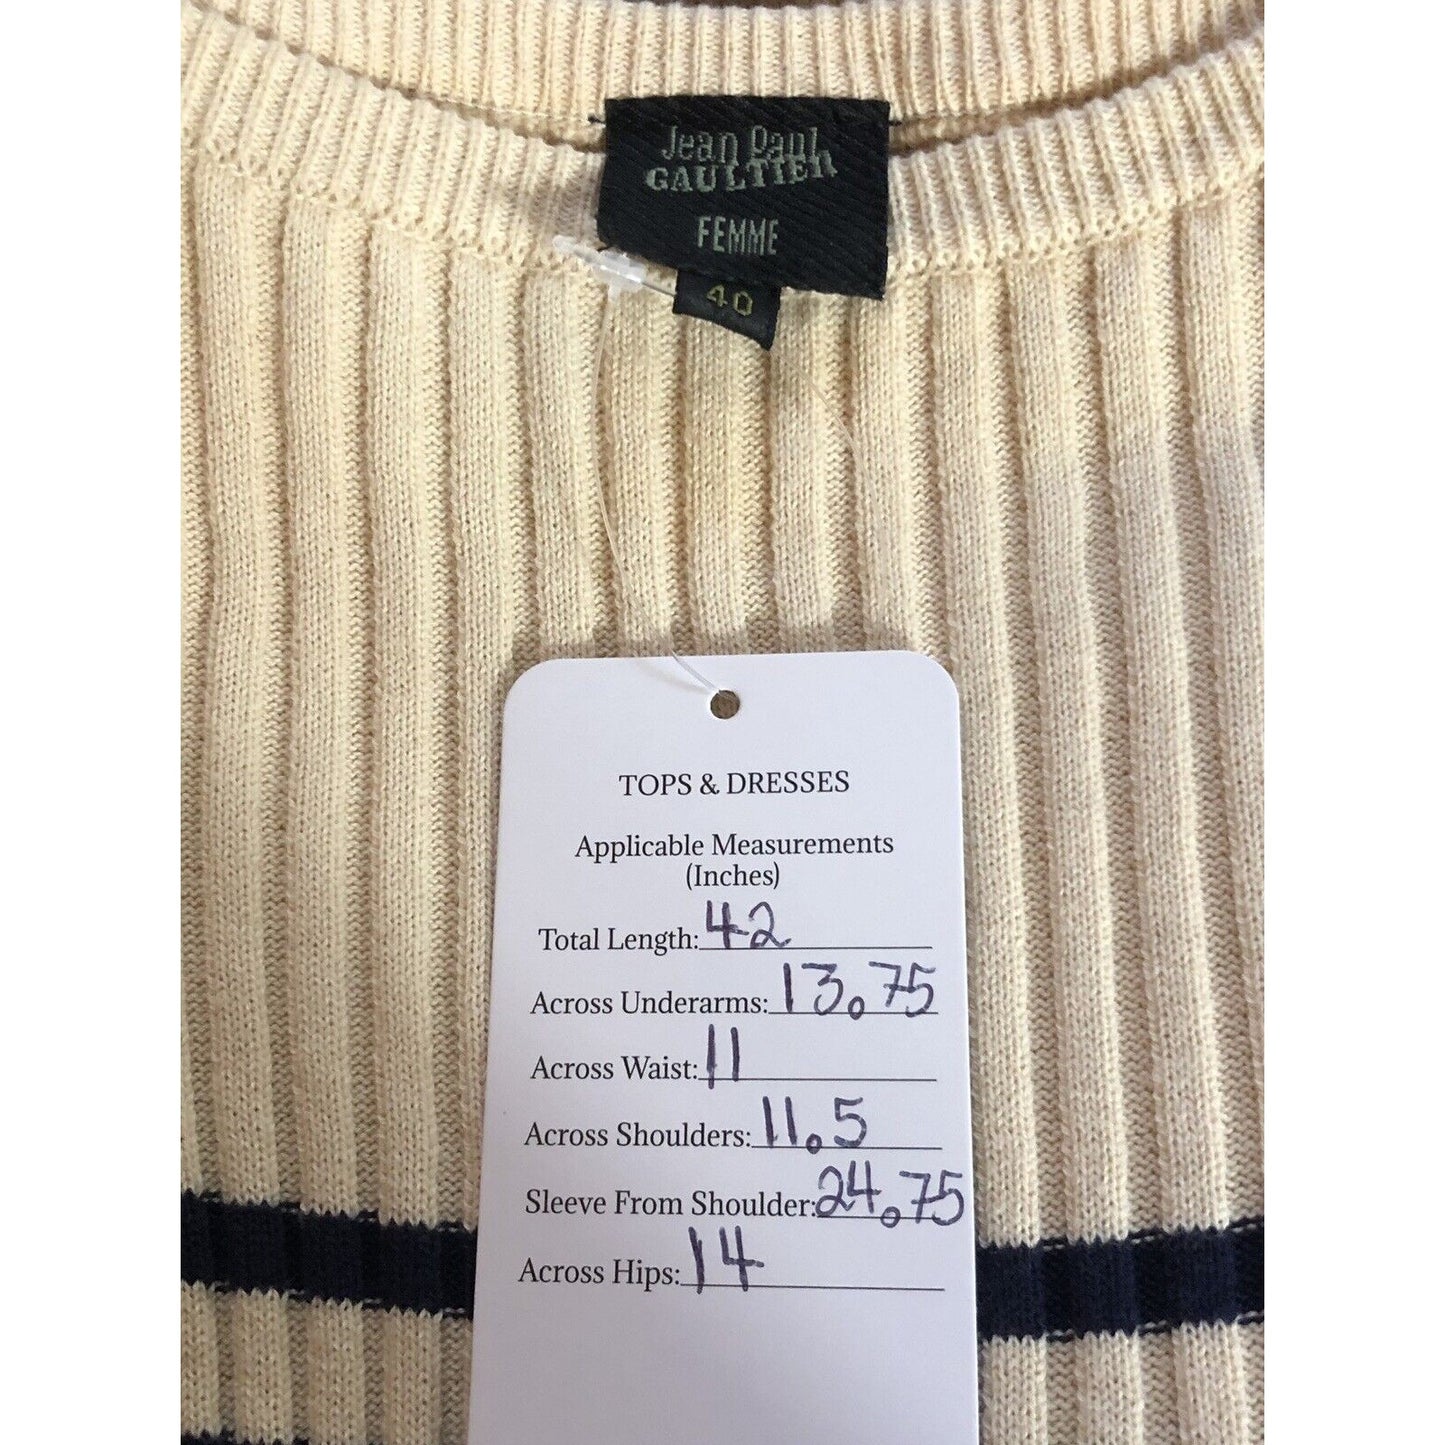 Jean Paul
GAULTIER
FEMME
40
TOPS & DRESSES
Applicable Measurements
(Inches)
Total Length: 42
Across Underarms: 13.75
Across Waist: 11
Across Shoulders: 11.5
Sleeve From Shoulder: 24.75
Across Hips: 14